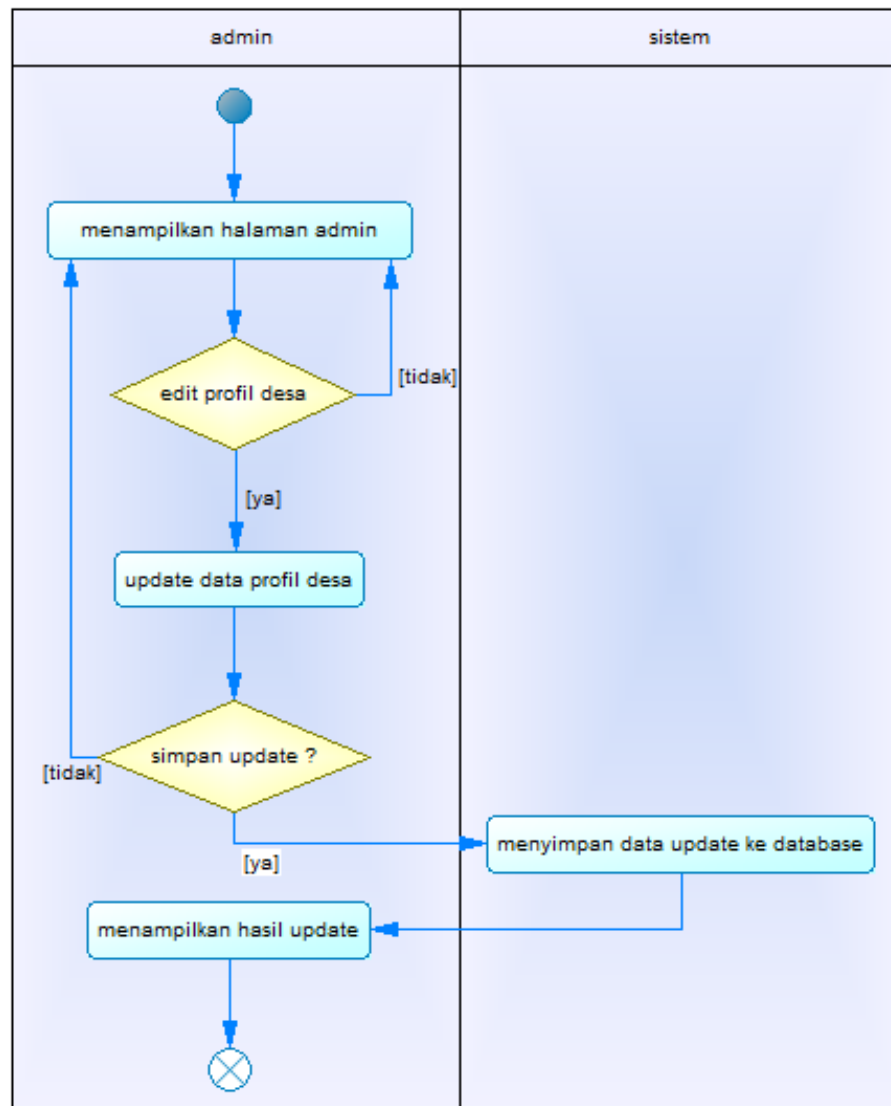 admin
sistem
menampilkan halaman admin
edit profil desa
[tidak]
[ya]
update data profil desa
simpan update ?
[tidak]
[ya]
menyimpan data update ke database
menampilkan hasil update